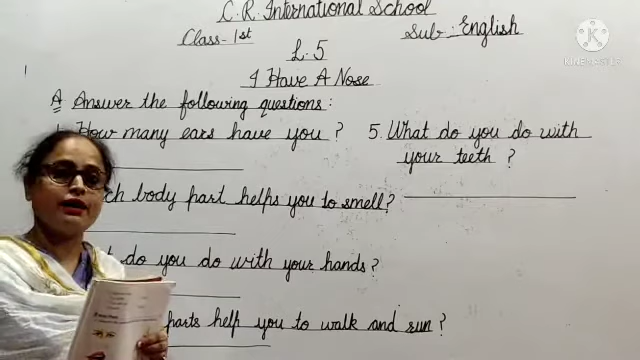 C.R. International School
Class-1st
Sub:- English
L.5
I Have A Nose
A Answer the following questions:
How many ears have you?
body part helps you to smell?
do you do with your hands?
parts help you to walk and run?
5. What do you do with
your teeth?
KINEMASTER